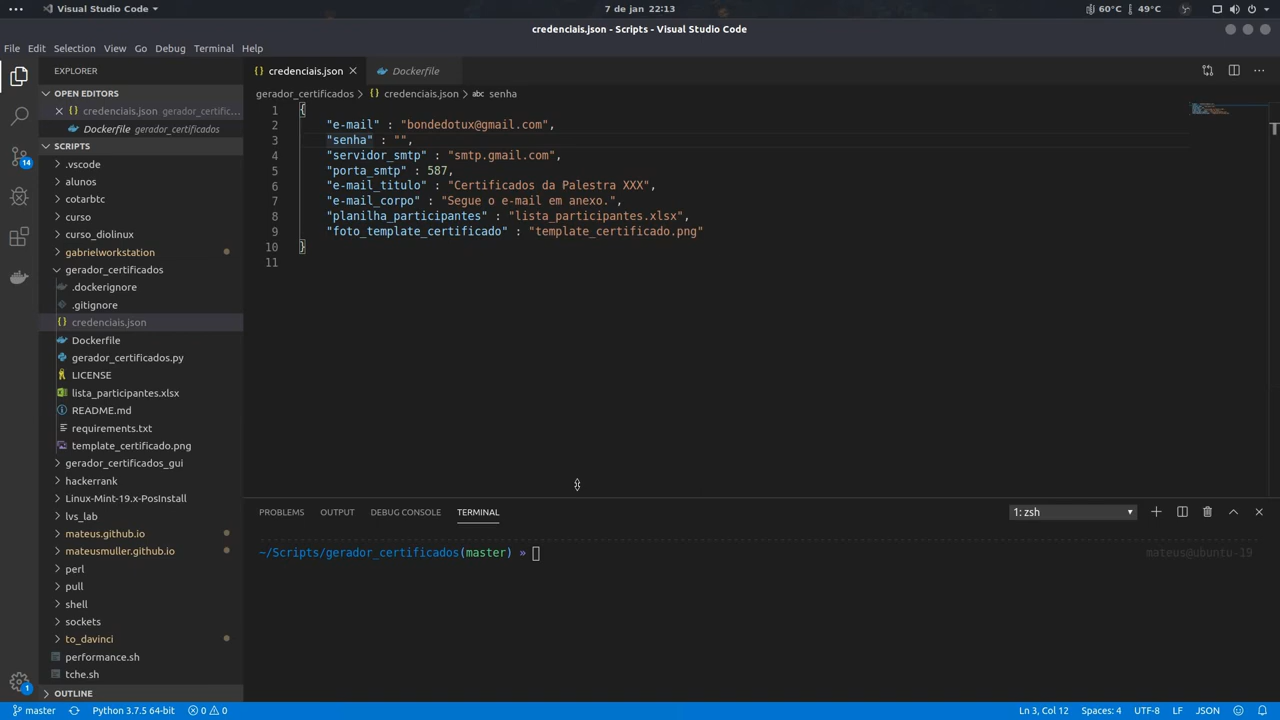 Visual Studio Code
7 de jan 22:13
60°C 49°C
credenciais.json - Scripts - Visual Studio Code
File Edit Selection View Go Debug Terminal Help
EXPLORER
OPEN EDITORS
credenciais.json gerador_certific...
Dockerfile gerador_certificados
SCRIPTS
.vscode
alunos
cotarbtc
curso
curso_diolinux
gabrielworkstation
gerador_certificados
.dockerignore
.gitignore
credenciais.json
Dockerfile
gerador_certificados.py
LICENSE
lista_participantes.xlsx
README.md
requirements.txt
template_certificado.png
gerador_certificados_gui
hackerrank
Linux-Mint-19.x-PosInstall
lvs_lab
mateus.github.io
mateusmuller.github.io
perl
pull
shell
sockets
to_davinci
performance.sh
tche.sh
OUTLINE
14
1
credenciais.json Dockerfile
gerador_certificados > {} credenciais.json > abc senha
1 {
2 "e-mail" : "bondedotux@gmail.com",
3 "senha" : "",
4 "servidor_smtp" : "smtp.gmail.com",
5 "porta_smtp" : 587,
6 "e-mail_titulo" : "Certificados da Palestra XXX",
7 "e-mail_corpo" : "Segue o e-mail em anexo.",
8 "planilha_participantes" : "lista_participantes.xlsx",
9 "foto_template_certificado" : "template_certificado.png"
10 }
11
PROBLEMS OUTPUT DEBUG CONSOLE TERMINAL 1: zsh
~/Scripts/gerador_certificados(master) » mateus@ubuntu-19
master Python 3.7.5 64-bit 0 0 Ln 3, Col 12 Spaces: 4 UTF-8 LF JSON